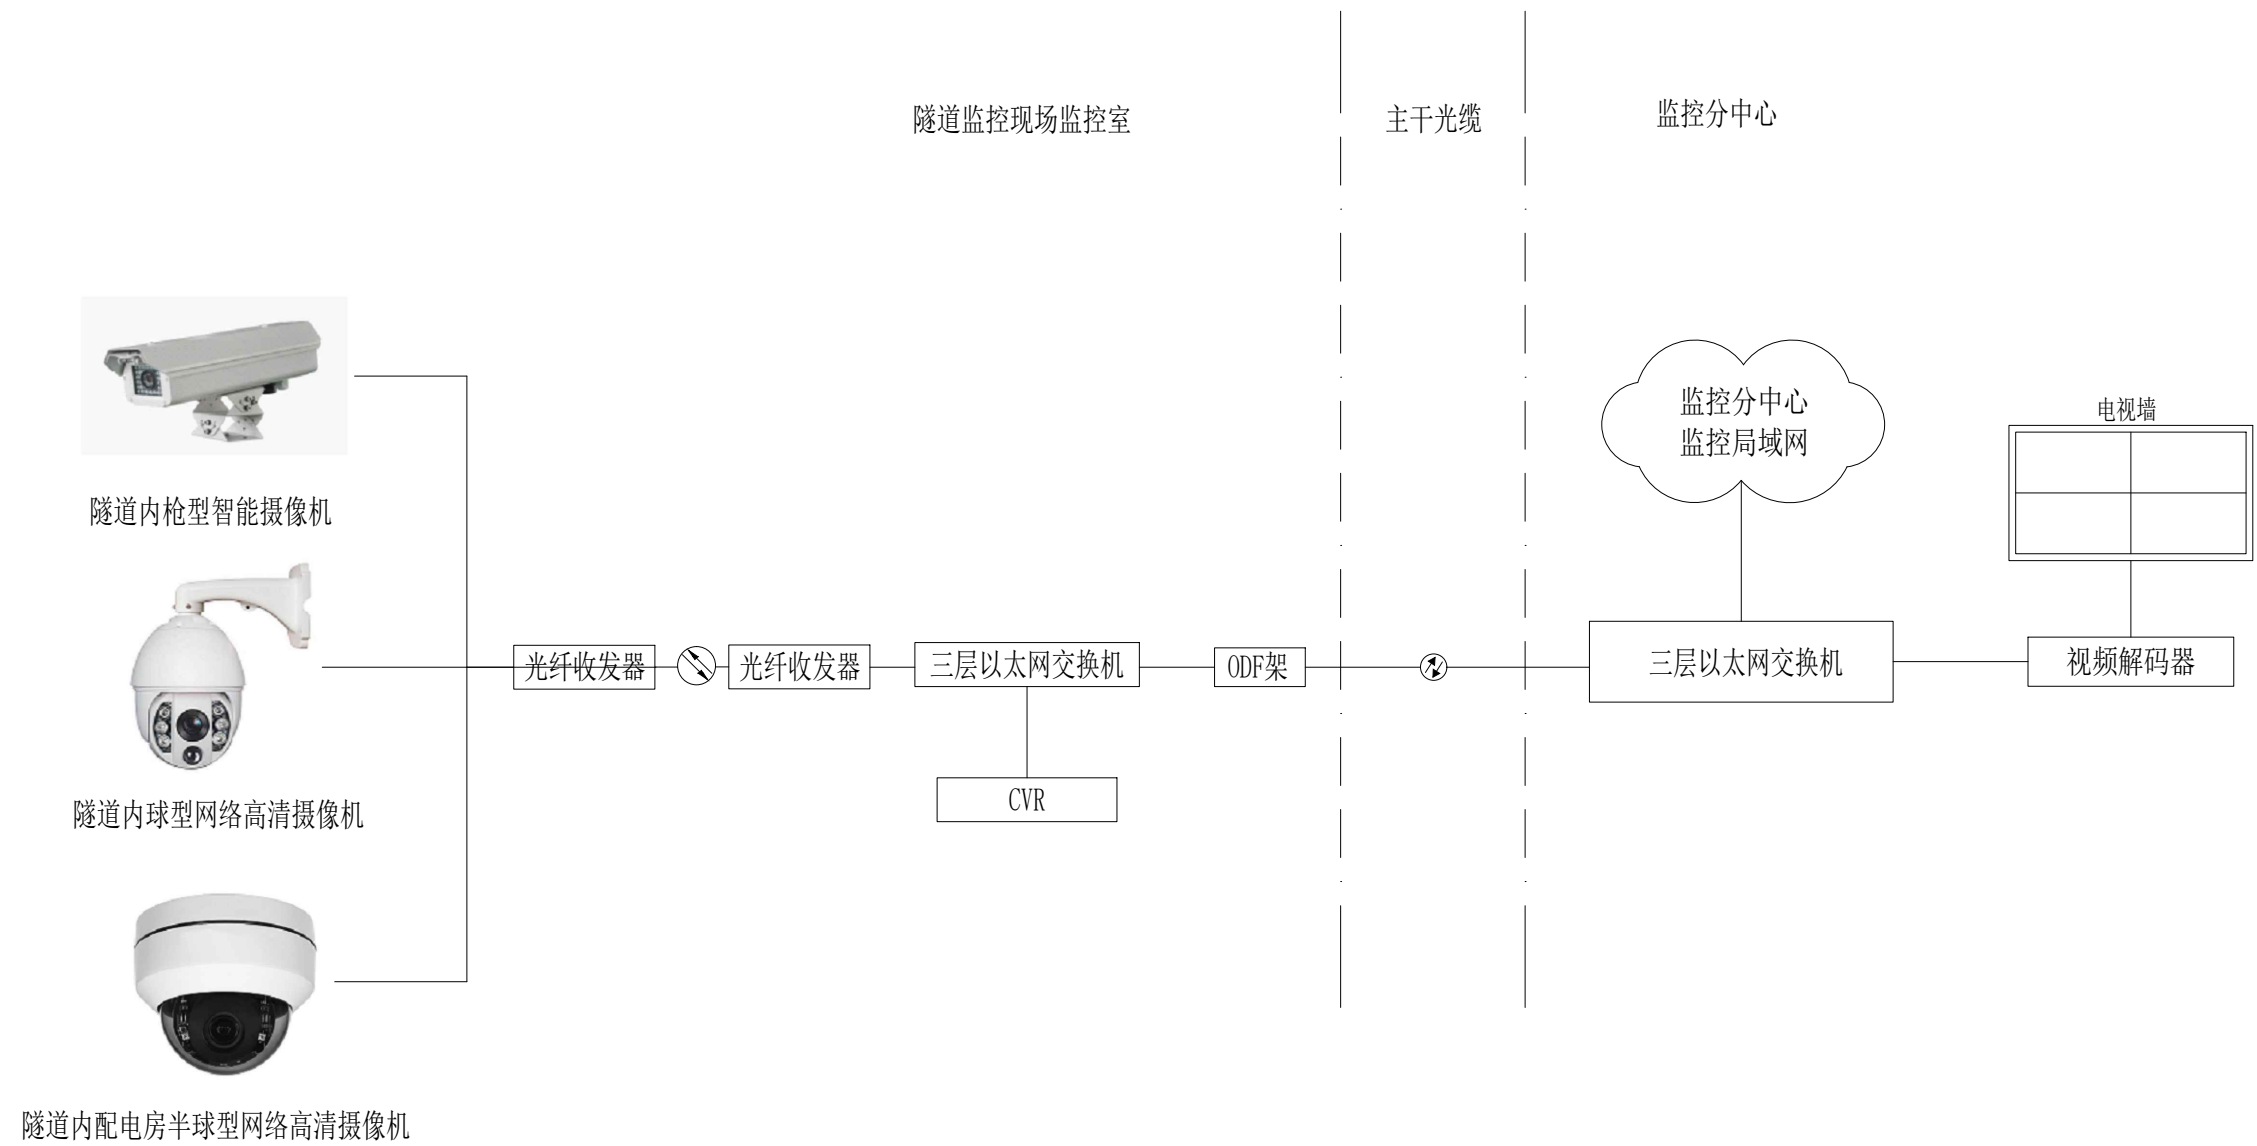 隧道监控现场监控室
主干光缆
监控分中心
监控分中心
监控局域网
电视墙
隧道内枪型智能摄像机
光纤收发器
光纤收发器
三层以太网交换机
ODF架
三层以太网交换机
视频解码器
CVR
隧道内球型网络高清摄像机
隧道内配电房半球型网络高清摄像机